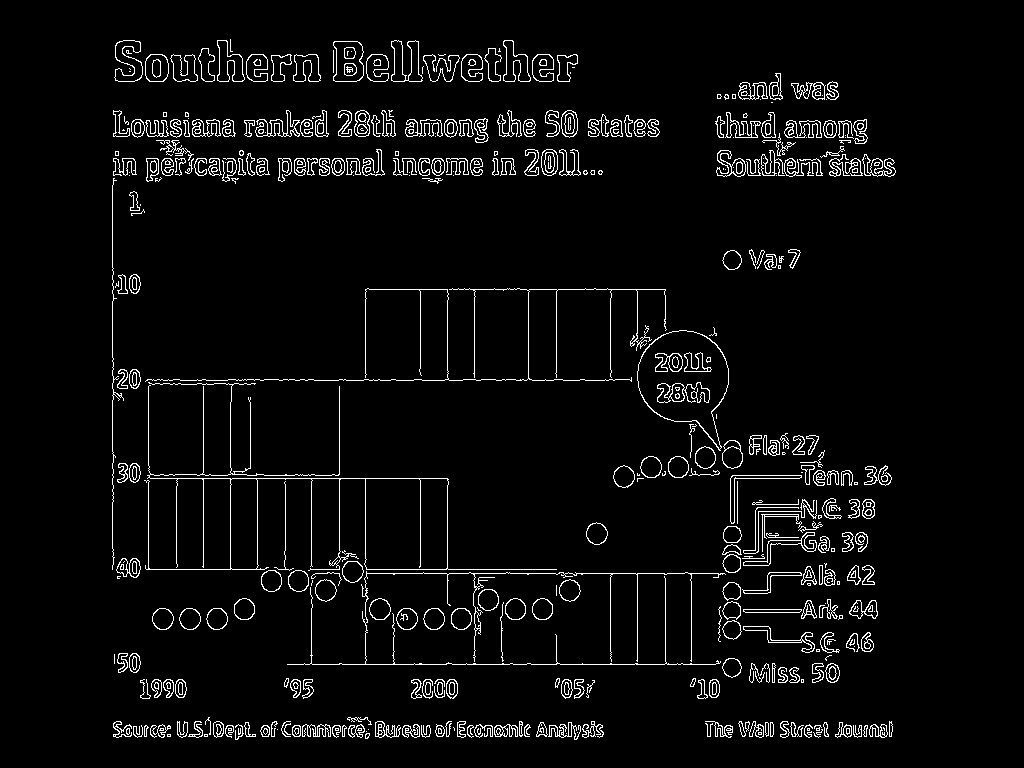 Southern Bellwether
Louisiana ranked 28th among the 50 states
in per capita personal income in 2011...
...and was
third among
Southern states
1
10
20
30
40
50
1990
'95
2000
'05
'10
2011:
28th
Va. 7
Fla. 27
Tenn. 36
N.C. 38
Ga. 39
Ala. 42
Ark. 44
S.C. 46
Miss. 50
Source: U.S. Dept. of Commerce, Bureau of Economic Analysis
The Wall Street Journal